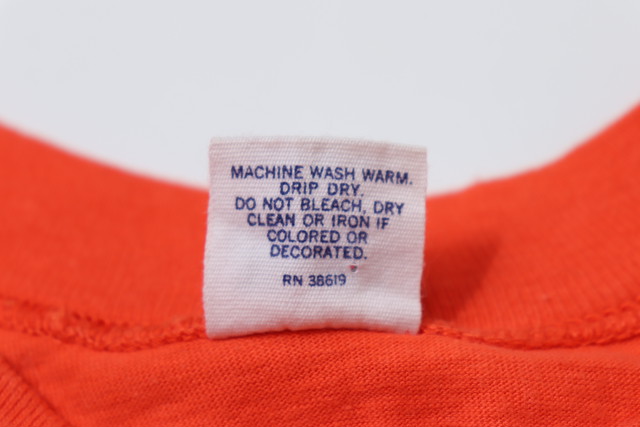 MACHINE WASH WARM.
DRIP DRY.
DO NOT BLEACH, DRY
CLEAN OR IRON IF
COLORED OR
DECORATED.
RN 38619